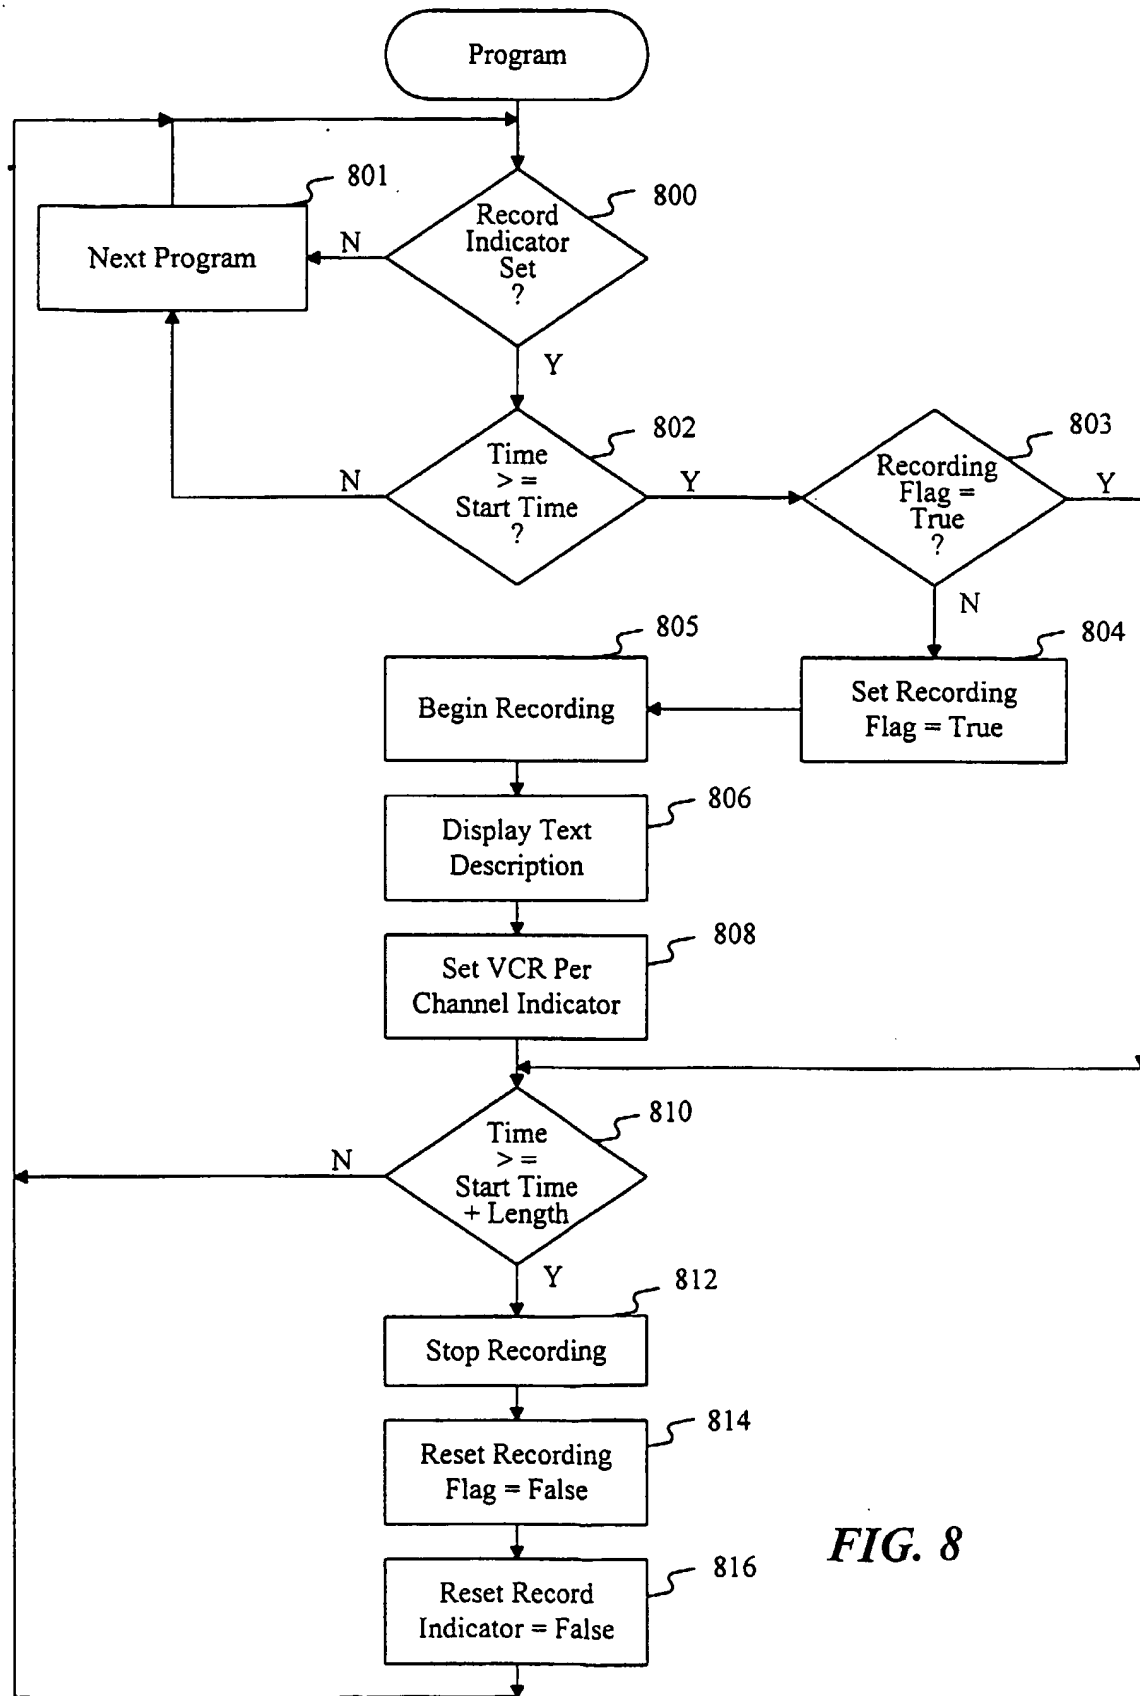 Program
801
Next Program
N
800
Record
Indicator
Set
?
Y
802
Time
>=
Start Time
?
N
Y
803
Recording
Flag =
True
?
Y
N
804
Set Recording
Flag = True
805
Begin Recording
806
Display Text
Description
808
Set VCR Per
Channel Indicator
810
Time
>=
Start Time
+ Length
N
Y
812
Stop Recording
814
Reset Recording
Flag = False
816
Reset Record
Indicator = False
FIG. 8